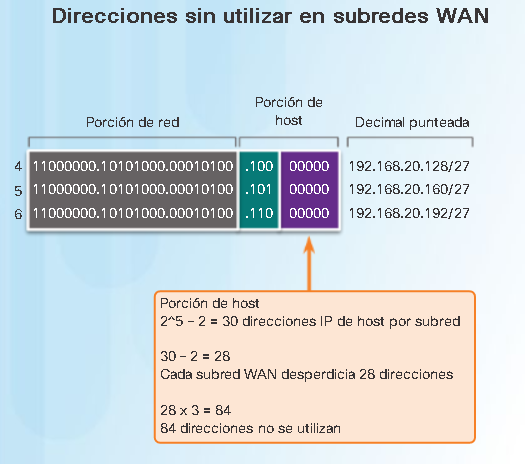 Direcciones sin utilizar en subredes WAN
Porción de red
Porción de
host
Decimal punteada
4 11000000.10101000.00010100 .100 00000 192.168.20.128/27
5 11000000.10101000.00010100 .101 00000 192.168.20.160/27
6 11000000.10101000.00010100 .110 00000 192.168.20.192/27
Porción de host
2^5 – 2 = 30 direcciones IP de host por subred
30 – 2 = 28
Cada subred WAN desperdicia 28 direcciones
28 x 3 = 84
84 direcciones no se utilizan